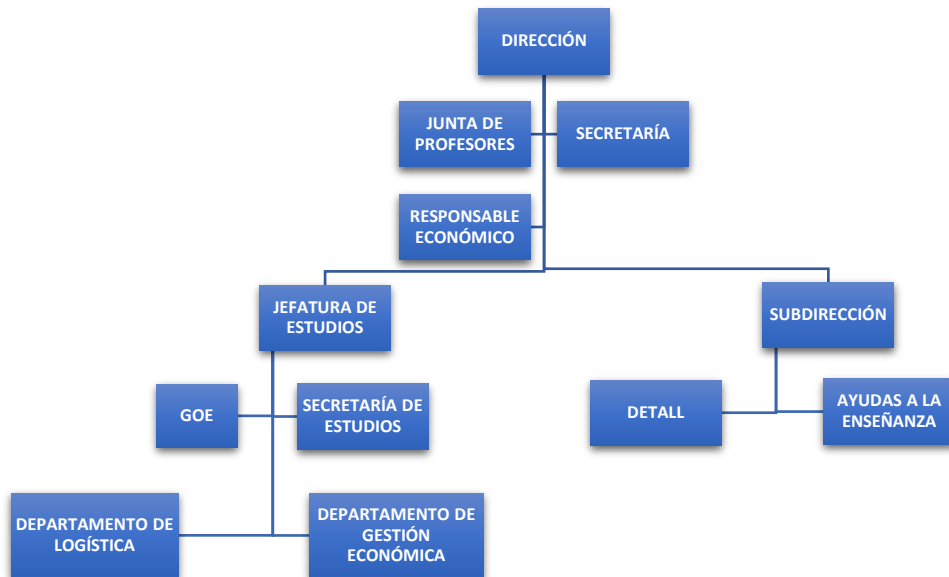 DIRECCIÓN
JUNTA DE
PROFESORES
SECRETARÍA
RESPONSABLE
ECONÓMICO
JEFATURA DE
ESTUDIOS
SUBDIRECCIÓN
GOE
SECRETARÍA DE
ESTUDIOS
DETALL
AYUDAS A LA
ENSEÑANZA
DEPARTAMENTO DE
LOGÍSTICA
DEPARTAMENTO DE
GESTIÓN
ECONÓMICA